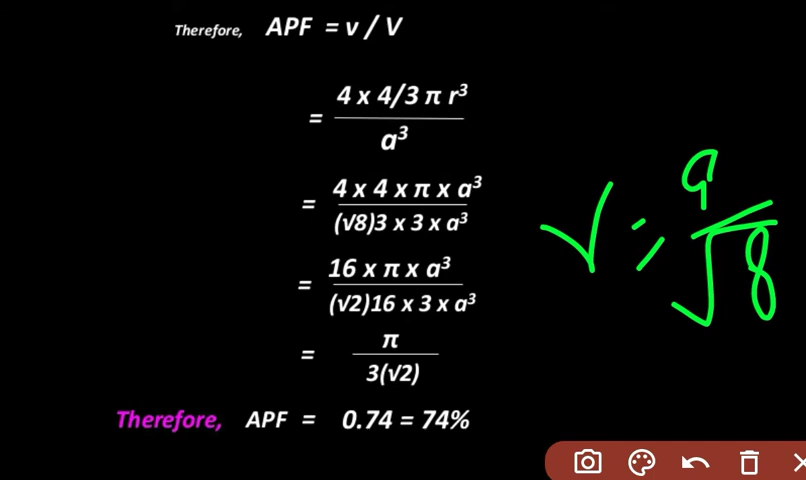 Therefore, APF = v / V
= 4 x 4/3 π r³ / a³
= 4 x 4 x π x a³ / (√8)3 x 3 x a³
= 16 x π x a³ / (√2)16 x 3 x a³
= π / 3(√2)
Therefore, APF = 0.74 = 74%
r = a / √8